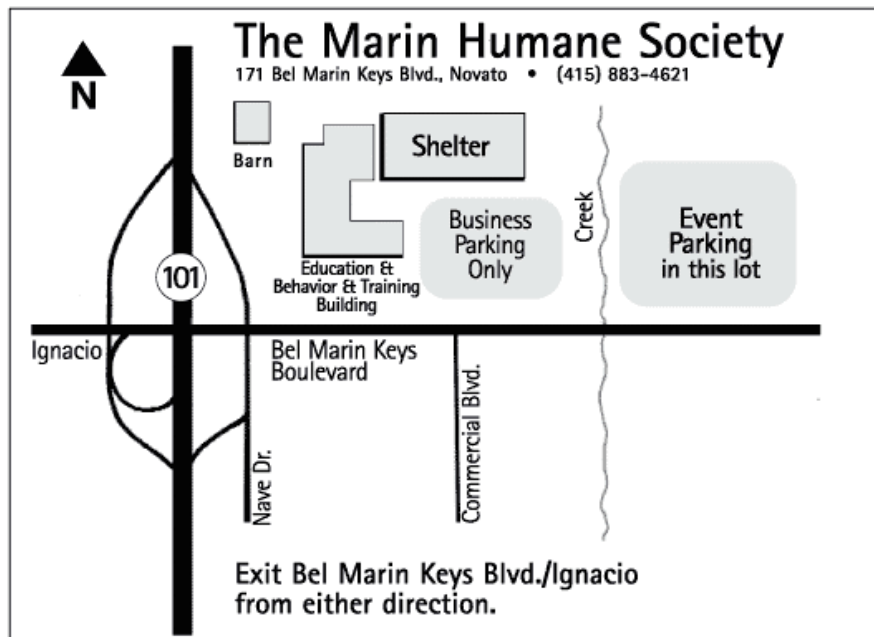 The Marin Humane Society
171 Bel Marin Keys Blvd., Novato • (415) 883-4621
N
Barn
Shelter
Education &
Behavior & Training
Building
Business
Parking
Only
Creek
Event
Parking
in this lot
101
Ignacio
Bel Marin Keys
Boulevard
Nave Dr.
Commercial Blvd.
Exit Bel Marin Keys Blvd./Ignacio
from either direction.